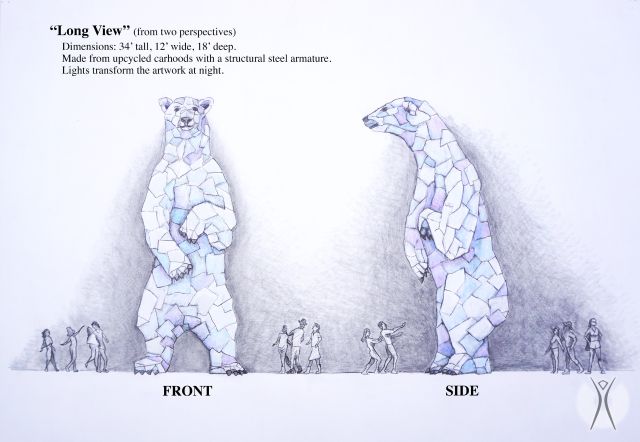 “Long View” (from two perspectives)
Dimensions: 34’ tall, 12’ wide, 18’ deep.
Made from upcycled carhoods with a structural steel armature.
Lights transform the artwork at night.
FRONT SIDE